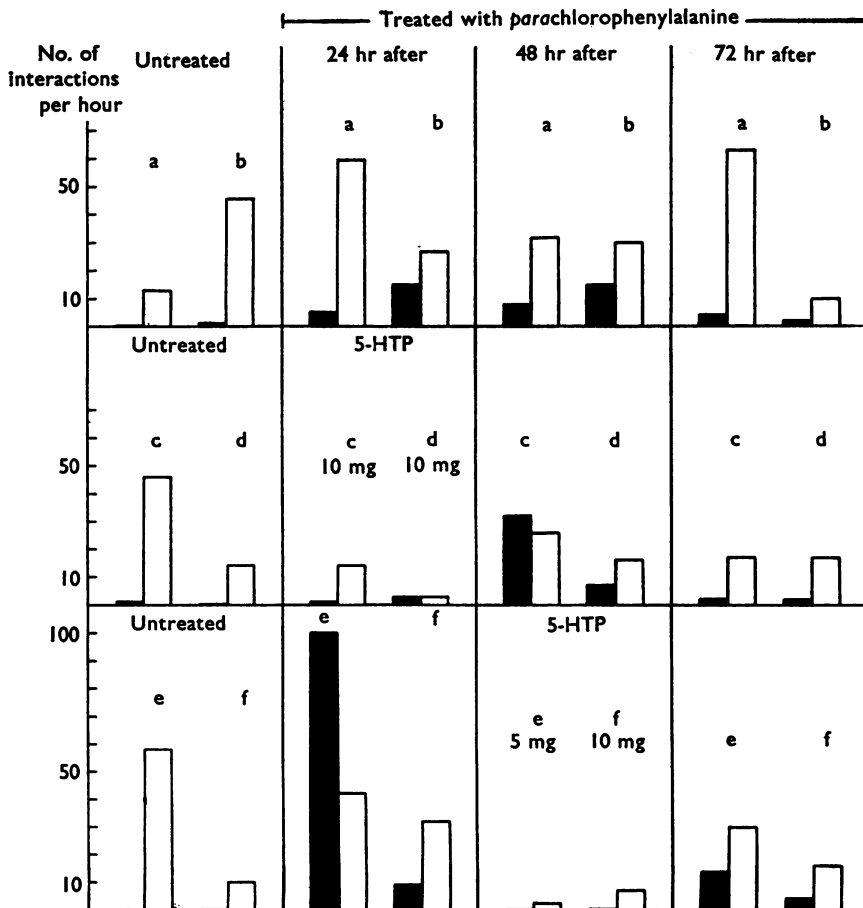 Treated with parachlorophenylalanine
No. of interactions per hour
Untreated
24 hr after
48 hr after
72 hr after
a b a b a b a b
50
10
Untreated
5-HTP
c d c d c d c d
10 mg 10 mg
50
10
Untreated
5-HTP
100
e f e f
e f e f
5 mg 10 mg
50
10